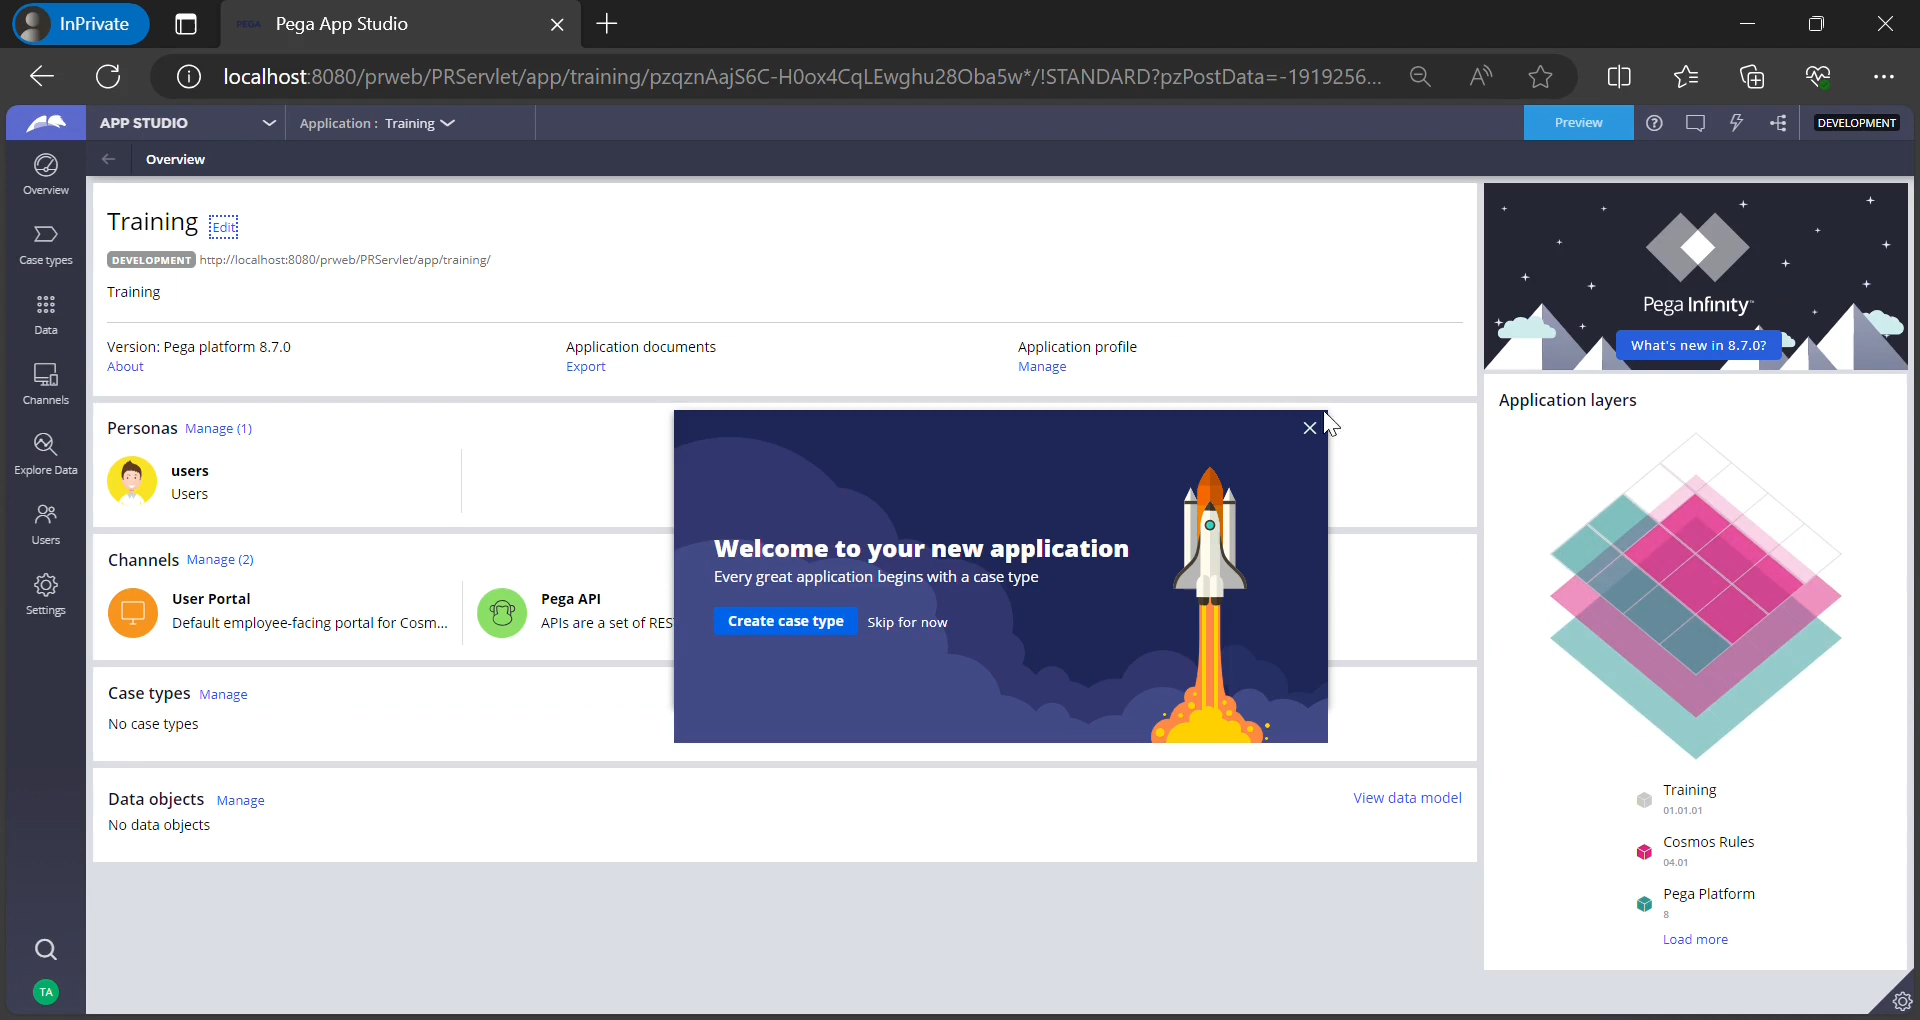 InPrivate
PEGA
Pega App Studio
localhost:8080/prweb/PRServlet/app/training/pzqznAajS6C-H0ox4CqLEwghu28Oba5w*/!STANDARD?pzPostData=-1919256...
APP STUDIO
Application : Training
Preview
DEVELOPMENT
Overview
Overview
Case types
Data
Channels
Explore Data
Users
Settings
TA
Training Edit
DEVELOPMENT http://localhost:8080/prweb/PRServlet/app/training/
Training
Version: Pega platform 8.7.0
About
Application documents
Export
Application profile
Manage
Personas Manage (1)
users
Users
Channels Manage (2)
User Portal
Default employee-facing portal for Cosm...
Pega API
APIs are a set of RES
Case types Manage
No case types
Data objects Manage
View data model
No data objects
Welcome to your new application
Every great application begins with a case type
Create case type Skip for now
Pega Infinity™
What's new in 8.7.0?
Application layers
Training
01.01.01
Cosmos Rules
04.01
Pega Platform
8
Load more